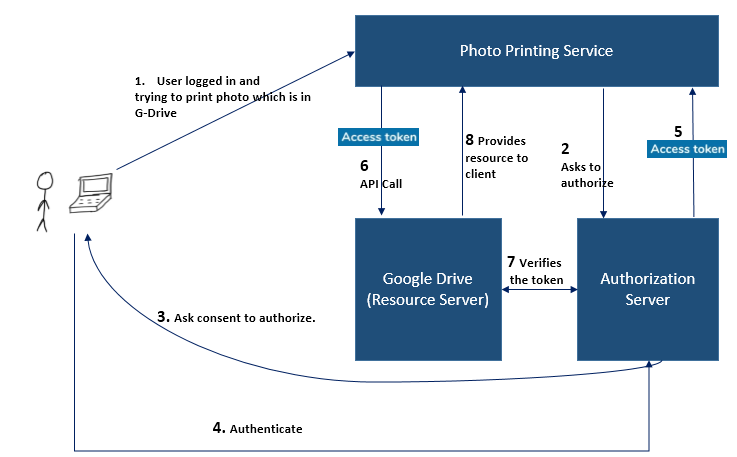 Photo Printing Service
1. User logged in and
trying to print photo which is in
G-Drive
Access token
6
API Call
8 Provides
resource to
client
2
Asks to
authorize
5
Access token
Google Drive
(Resource Server)
7 Verifies
the token
Authorization
Server
3. Ask consent to authorize.
4. Authenticate